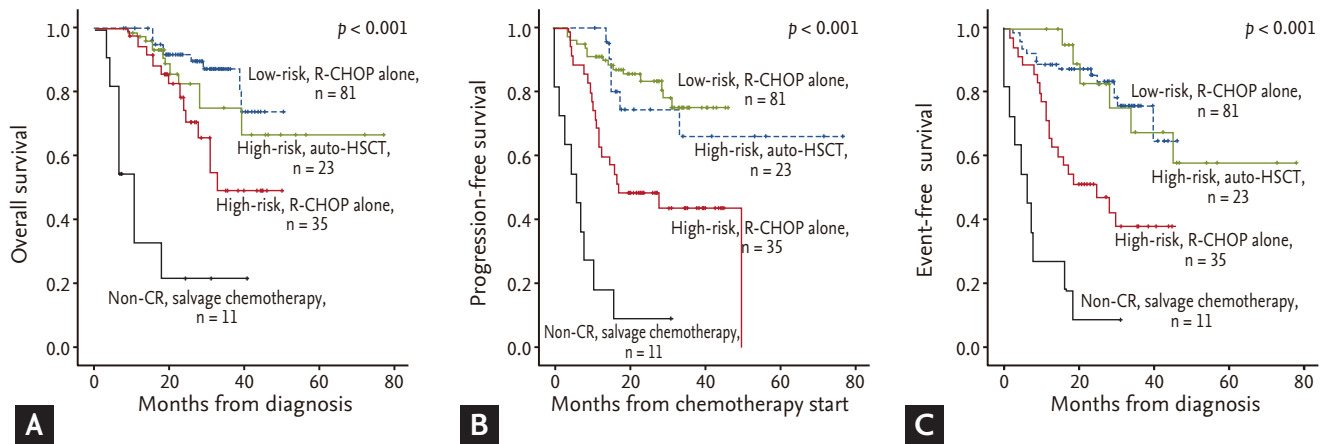 p < 0.001
Overall survival
1.0
0.8
0.6
0.4
0.2
0.0
Low-risk, R-CHOP alone,
n = 81
High-risk, auto-HSCT,
n = 23
High-risk, R-CHOP alone,
n = 35
Non-CR, salvage chemotherapy,
n = 11
0 20 40 60 80
Months from diagnosis
A
p < 0.001
Progression-free survival
1.0
0.8
0.6
0.4
0.2
0.0
Low-risk, R-CHOP alone,
n = 81
High-risk, auto-HSCT,
n = 23
High-risk, R-CHOP alone,
n = 35
Non-CR, salvage chemotherapy,
n = 11
0 20 40 60 80
Months from chemotherapy start
B
p < 0.001
Event-free survival
1.0
0.8
0.6
0.4
0.2
0.0
Low-risk, R-CHOP alone,
n = 81
High-risk, auto-HSCT,
n = 23
High-risk, R-CHOP alone,
n = 35
Non-CR, salvage chemotherapy,
n = 11
0 20 40 60 80
Months from diagnosis
C